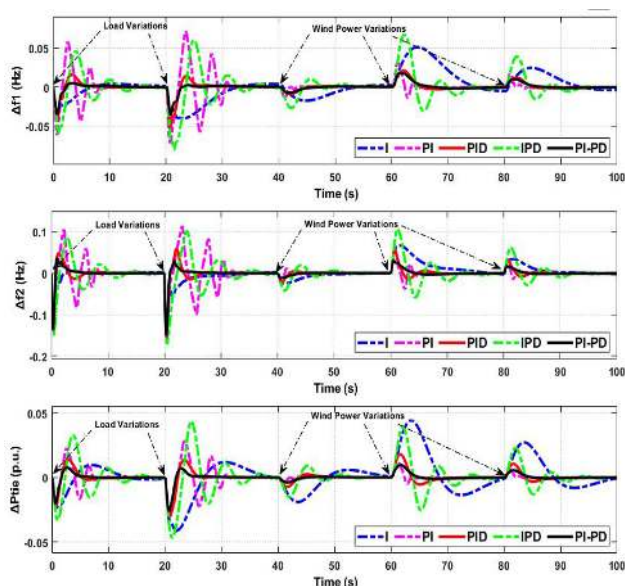 Load Variations
Wind Power Variations
Δf1 (Hz)
0.05
0
-0.05
I PI PID IPD PI-PD
0 10 20 30 40 50 60 70 80 90 100
Time (s)
Load Variations
Wind Power Variations
Δf2 (Hz)
0.1
0
-0.1
-0.2
I PI PID IPD PI-PD
0 10 20 30 40 50 60 70 80 90 100
Time (s)
Load Variations
Wind Power Variations
ΔPtie (p.u.)
0.05
0
-0.05
I PI PID IPD PI-PD
0 10 20 30 40 50 60 70 80 90 100
Time (s)